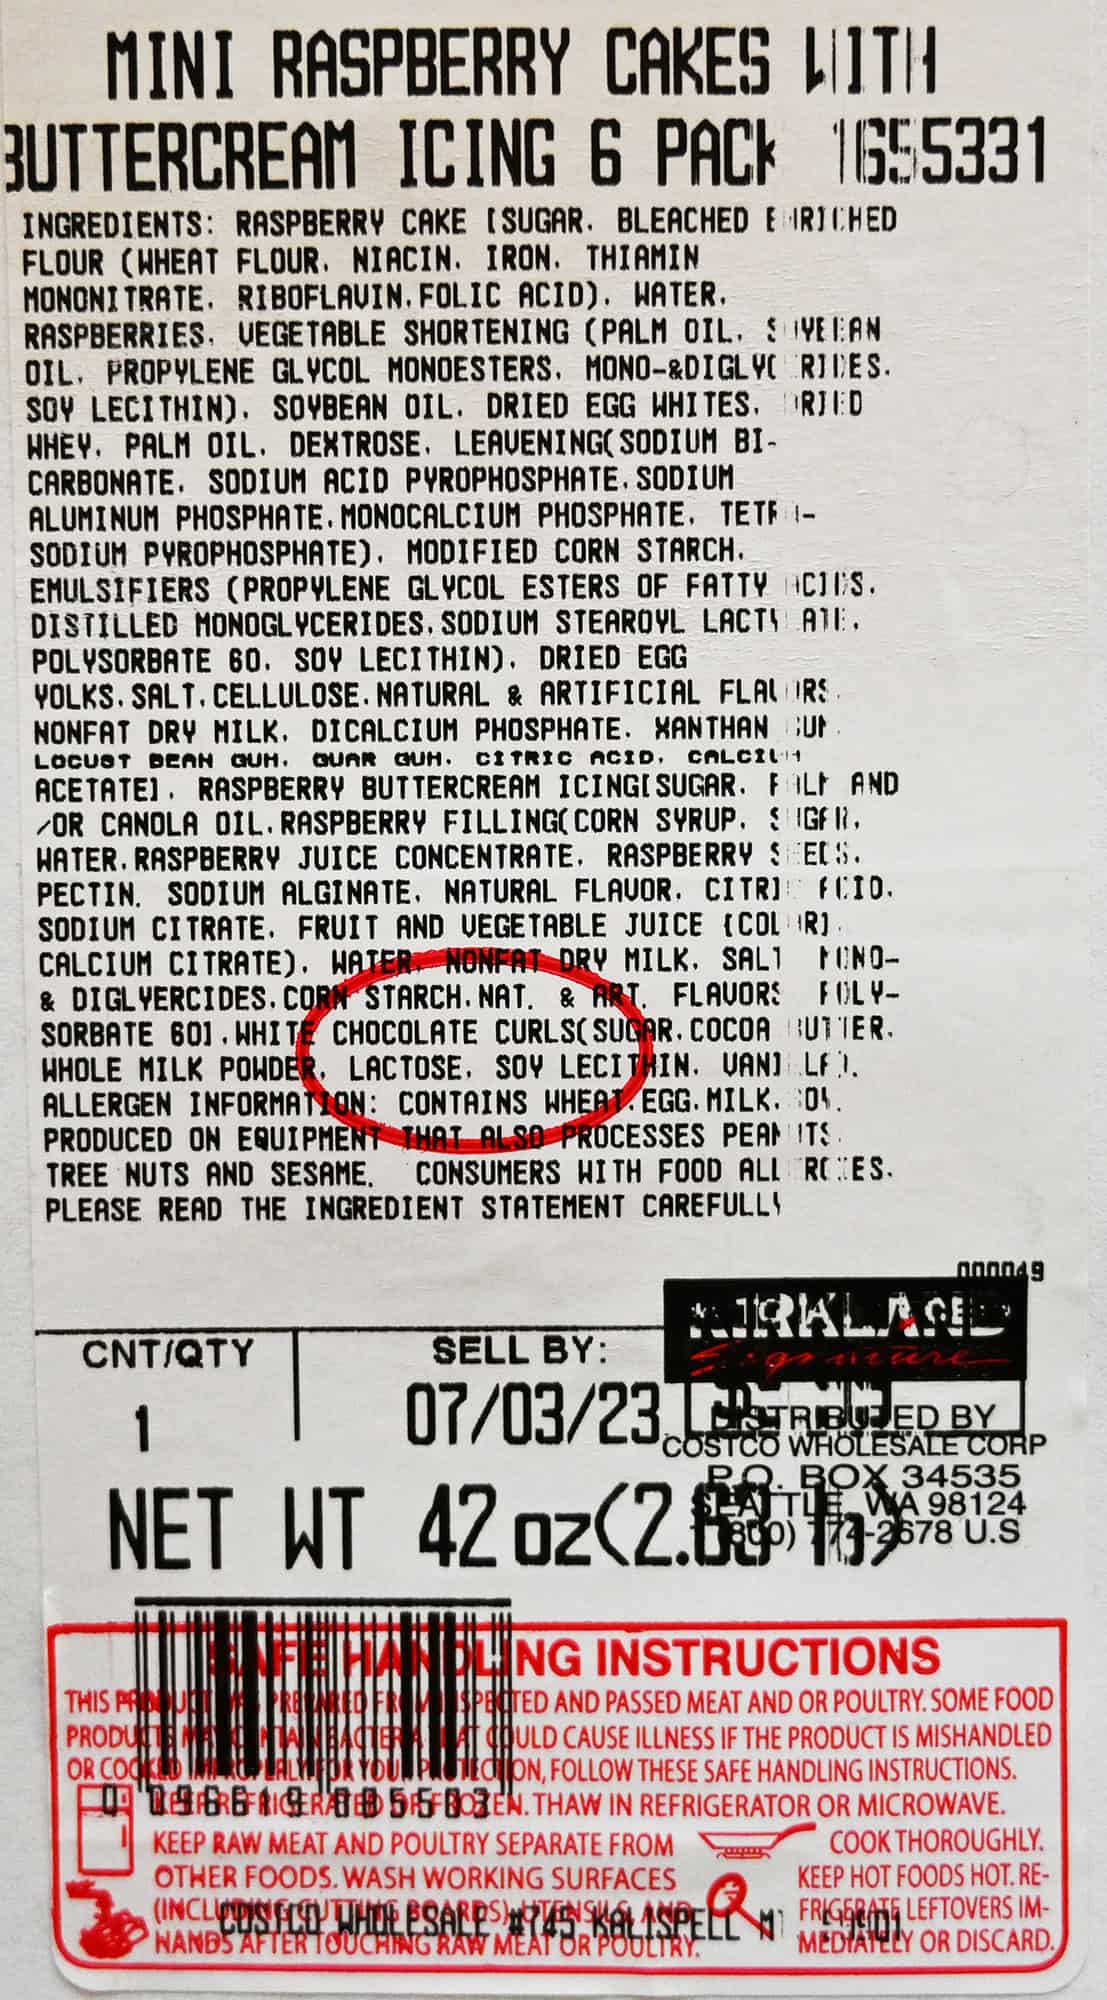 MINI RASPBERRY CAKES WITH
BUTTERCREAM ICING 6 PACK 1655331
INGREDIENTS: RASPBERRY CAKE [SUGAR, BLEACHED ENRICHED
FLOUR (WHEAT FLOUR, NIACIN, IRON, THIAMIN
MONONITRATE, RIBOFLAVIN,FOLIC ACID), WATER,
RASPBERRIES, VEGETABLE SHORTENING (PALM OIL, SOYBEAN
OIL, PROPYLENE GLYCOL MONOESTERS, MONO-&DIGLYCERIDES,
SOY LECITHIN), SOYBEAN OIL, DRIED EGG WHITES, DRIED
WHEY, PALM OIL, DEXTROSE, LEAVENING(SODIUM BI-
CARBONATE, SODIUM ACID PYROPHOSPHATE,SODIUM
ALUMINUM PHOSPHATE,MONOCALCIUM PHOSPHATE, TETRA-
SODIUM PYROPHOSPHATE), MODIFIED CORN STARCH,
EMULSIFIERS (PROPYLENE GLYCOL ESTERS OF FATTY ACIDS,
DISTILLED MONOGLYCERIDES,SODIUM STEAROYL LACTYLATE,
POLYSORBATE 60, SOY LECITHIN), DRIED EGG
YOLKS,SALT,CELLULOSE,NATURAL & ARTIFICIAL FLAVORS,
NONFAT DRY MILK, DICALCIUM PHOSPHATE, XANTHAN GUM,
LOCUST BEAN GUM, GUAR GUM, CITRIC ACID, CALCIUM
ACETATE], RASPBERRY BUTTERCREAM ICING[SUGAR, PALM AND
/OR CANOLA OIL,RASPBERRY FILLING(CORN SYRUP, SUGAR,
WATER,RASPBERRY JUICE CONCENTRATE, RASPBERRY SEEDS,
PECTIN, SODIUM ALGINATE, NATURAL FLAVOR, CITRIC ACID,
SODIUM CITRATE, FRUIT AND VEGETABLE JUICE {COLOR},
CALCIUM CITRATE), WATER, NONFAT DRY MILK, SALT, MONO-
& DIGLYERCIDES,CORN STARCH,NAT. & ART. FLAVORS, POLY-
SORBATE 60],WHITE CHOCOLATE CURLS(SUGAR,COCOA BUTTER,
WHOLE MILK POWDER, LACTOSE, SOY LECITHIN, VANILLA).
ALLERGEN INFORMATION: CONTAINS WHEAT,EGG,MILK,SOY.
PRODUCED ON EQUIPMENT THAT ALSO PROCESSES PEANUTS,
TREE NUTS AND SESAME. CONSUMERS WITH FOOD ALLERGIES,
PLEASE READ THE INGREDIENT STATEMENT CAREFULLY
000049
KIRKLAND
Signature
CNT/QTY
1
SELL BY:
07/03/23
DISTRIBUTED BY
COSTCO WHOLESALE CORP
P.O. BOX 34535
SEATTLE, WA 98124
1(800) 774-2678 U.S
NET WT 42 oz(2.63 lb)
SAFE HANDLING INSTRUCTIONS
THIS PRODUCT WAS PREPARED FROM INSPECTED AND PASSED MEAT AND OR POULTRY. SOME FOOD
PRODUCTS MAY CONTAIN BACTERIA THAT COULD CAUSE ILLNESS IF THE PRODUCT IS MISHANDLED
OR COOKED IMPROPERLY. FOR YOUR PROTECTION, FOLLOW THESE SAFE HANDLING INSTRUCTIONS.
0 096619 005503
KEEP REFRIGERATED OR FROZEN. THAW IN REFRIGERATOR OR MICROWAVE.
KEEP RAW MEAT AND POULTRY SEPARATE FROM
OTHER FOODS. WASH WORKING SURFACES
(INCLUDING CUTTING BOARDS), UTENSILS, AND
HANDS AFTER TOUCHING RAW MEAT OR POULTRY.
COOK THOROUGHLY.
KEEP HOT FOODS HOT. RE-
FRIGERATE LEFTOVERS IM-
MEDIATELY OR DISCARD.
COSTCO WHOLESALE #745 KALISPELL MT 59901